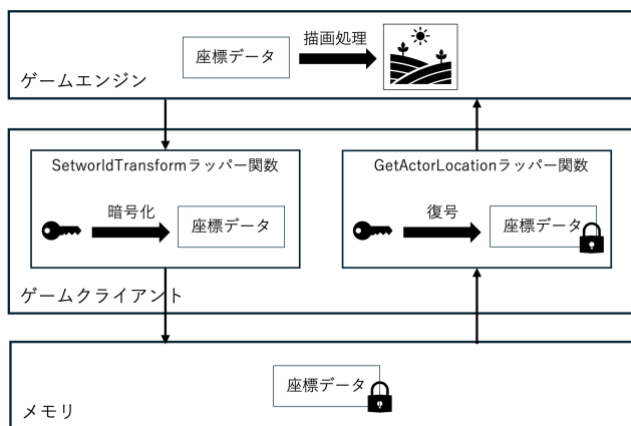 座標データ
描画処理
ゲームエンジン
SetworldTransformラッパー関数
GetActorLocationラッパー関数
暗号化
座標データ
復号
座標データ
ゲームクライアント
座標データ
メモリ